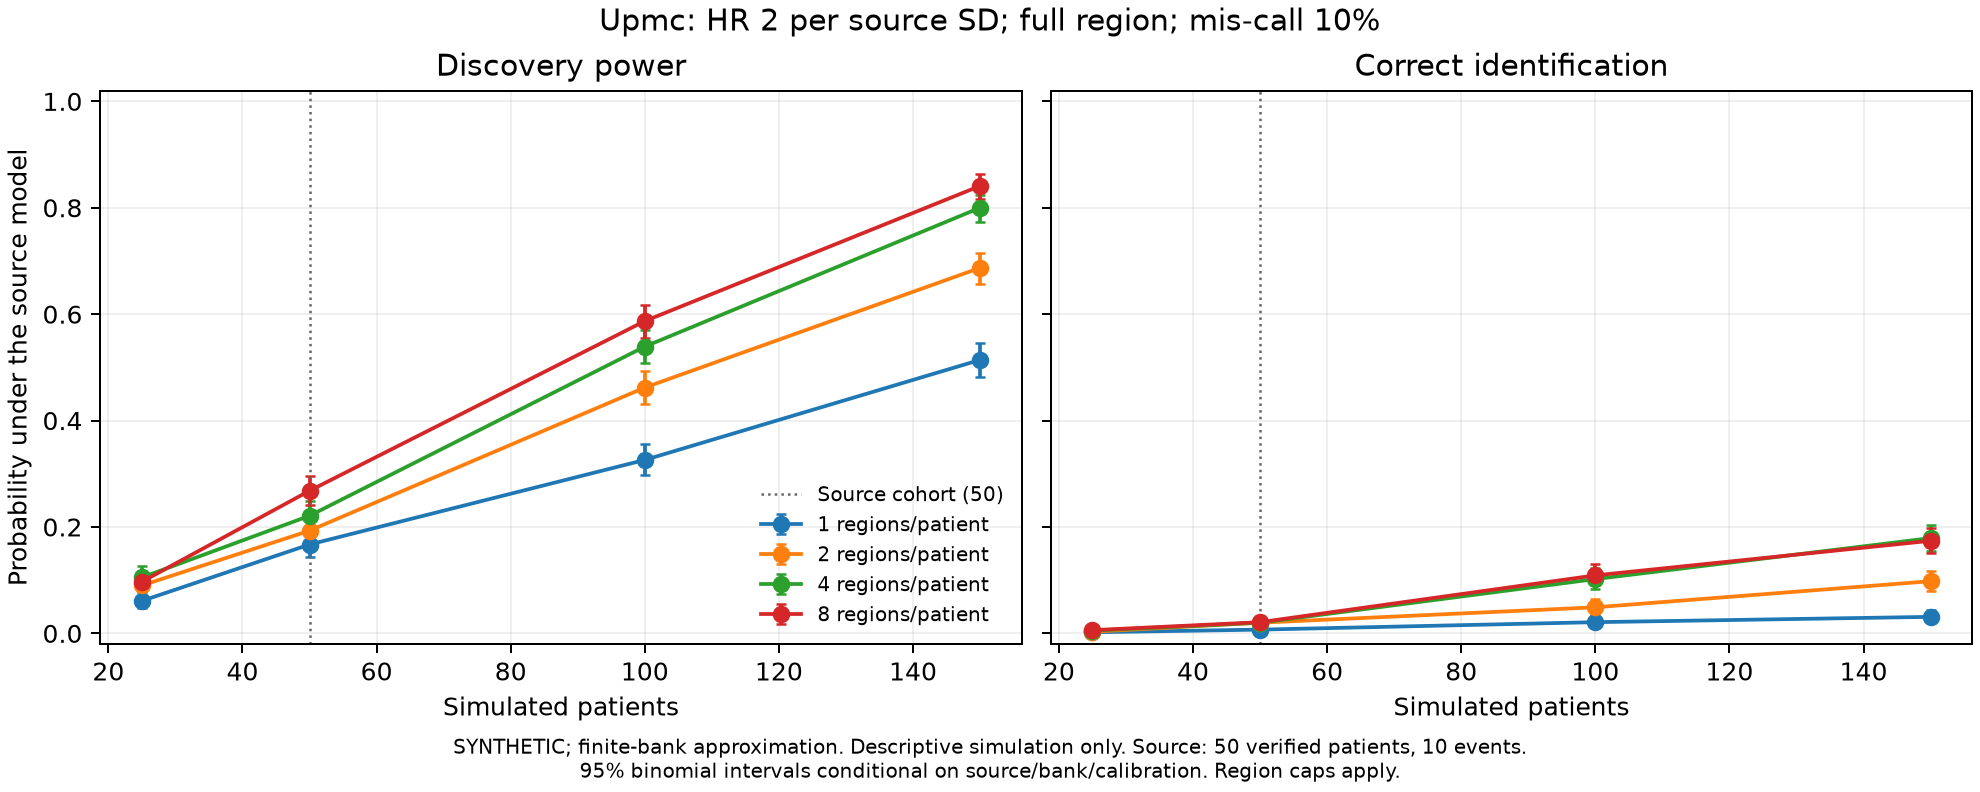 Upmc: HR 2 per source SD; full region; mis-call 10%
Discovery power
Correct identification
Probability under the source model
1.0
0.8
0.6
0.4
0.2
0.0
20 40 60 80 100 120 140
Simulated patients
Source cohort (50)
1 regions/patient
2 regions/patient
4 regions/patient
8 regions/patient
20 40 60 80 100 120 140
Simulated patients
SYNTHETIC; finite-bank approximation. Descriptive simulation only. Source: 50 verified patients, 10 events.
95% binomial intervals conditional on source/bank/calibration. Region caps apply.